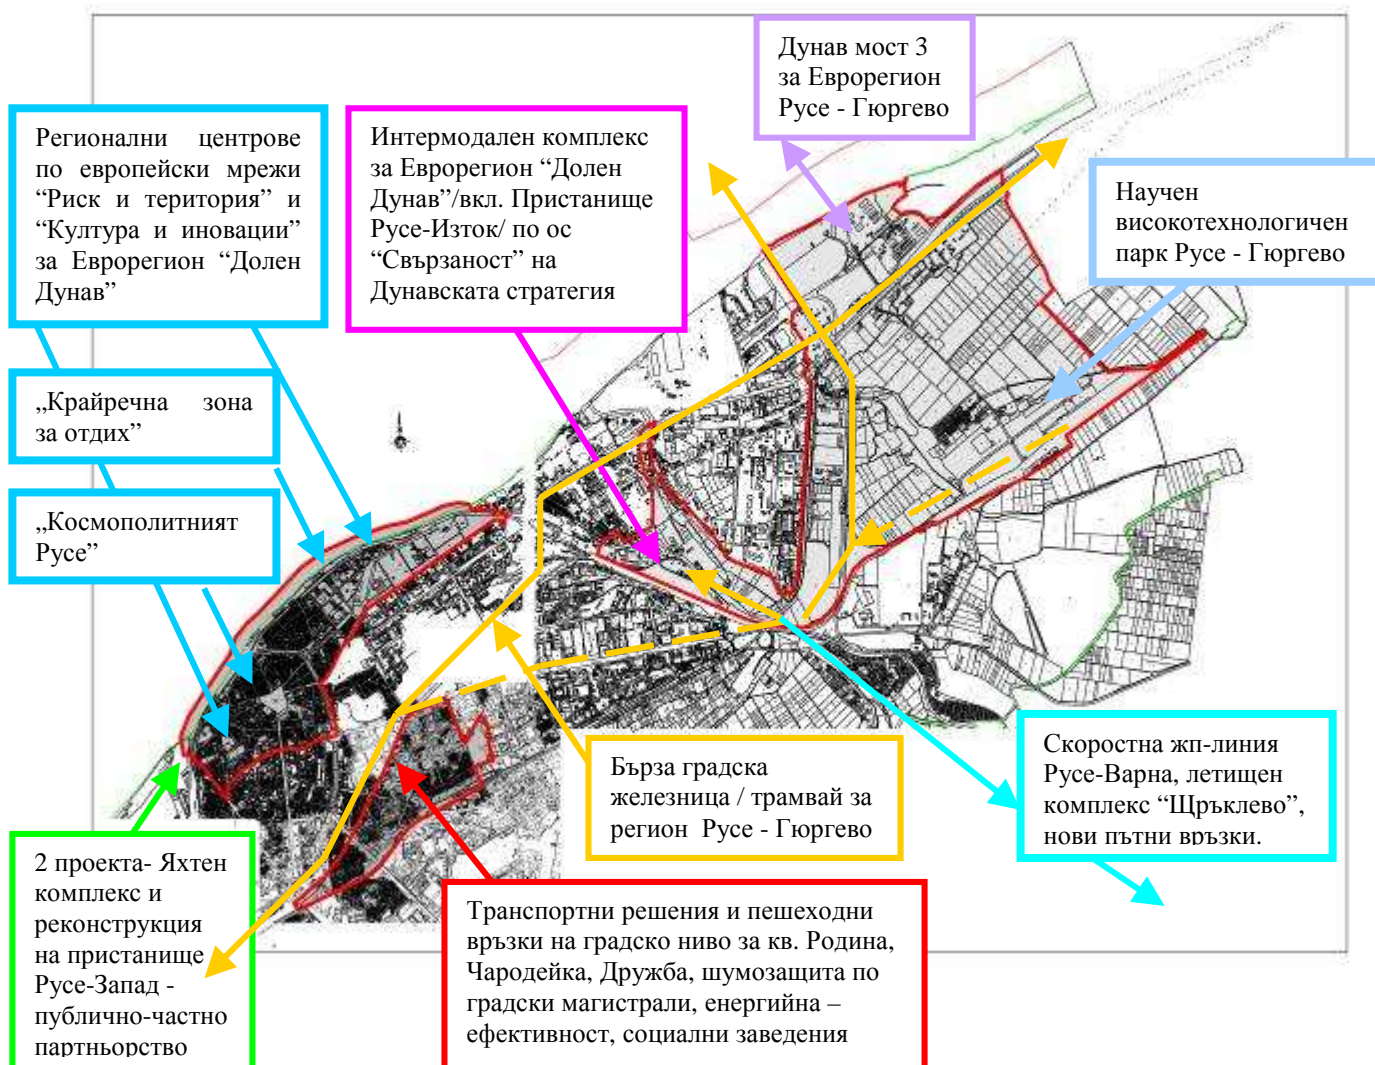 Дунав мост 3
за Еврорегион
Русе - Гюргево
Регионални центрове
по европейски мрежи
“Риск и територия” и
“Култура и иновации”
за Еврорегион “Долен
Дунав”
Интермодален комплекс
за Еврорегион “Долен
Дунав”/вкл. Пристанище
Русе-Изток/ по ос
“Свързаност” на
Дунавската стратегия
Научен
високотехнологичен
парк Русе - Гюргево
„Крайречна зона
за отдих”
„Космополитният
Русе”
Бърза градска
железница / трамвай за
регион Русе - Гюргево
Скоростна жп-линия
Русе-Варна, летищен
комплекс “Щръклево”,
нови пътни връзки.
2 проекта- Яхтен
комплекс и
реконструкция
на пристанище
Русе-Запад -
публично-частно
партньорство
Транспортни решения и пешеходни
връзки на градско ниво за кв. Родина,
Чародейка, Дружба, шумозащита по
градски магистрали, енергийна –
ефективност, социални заведения